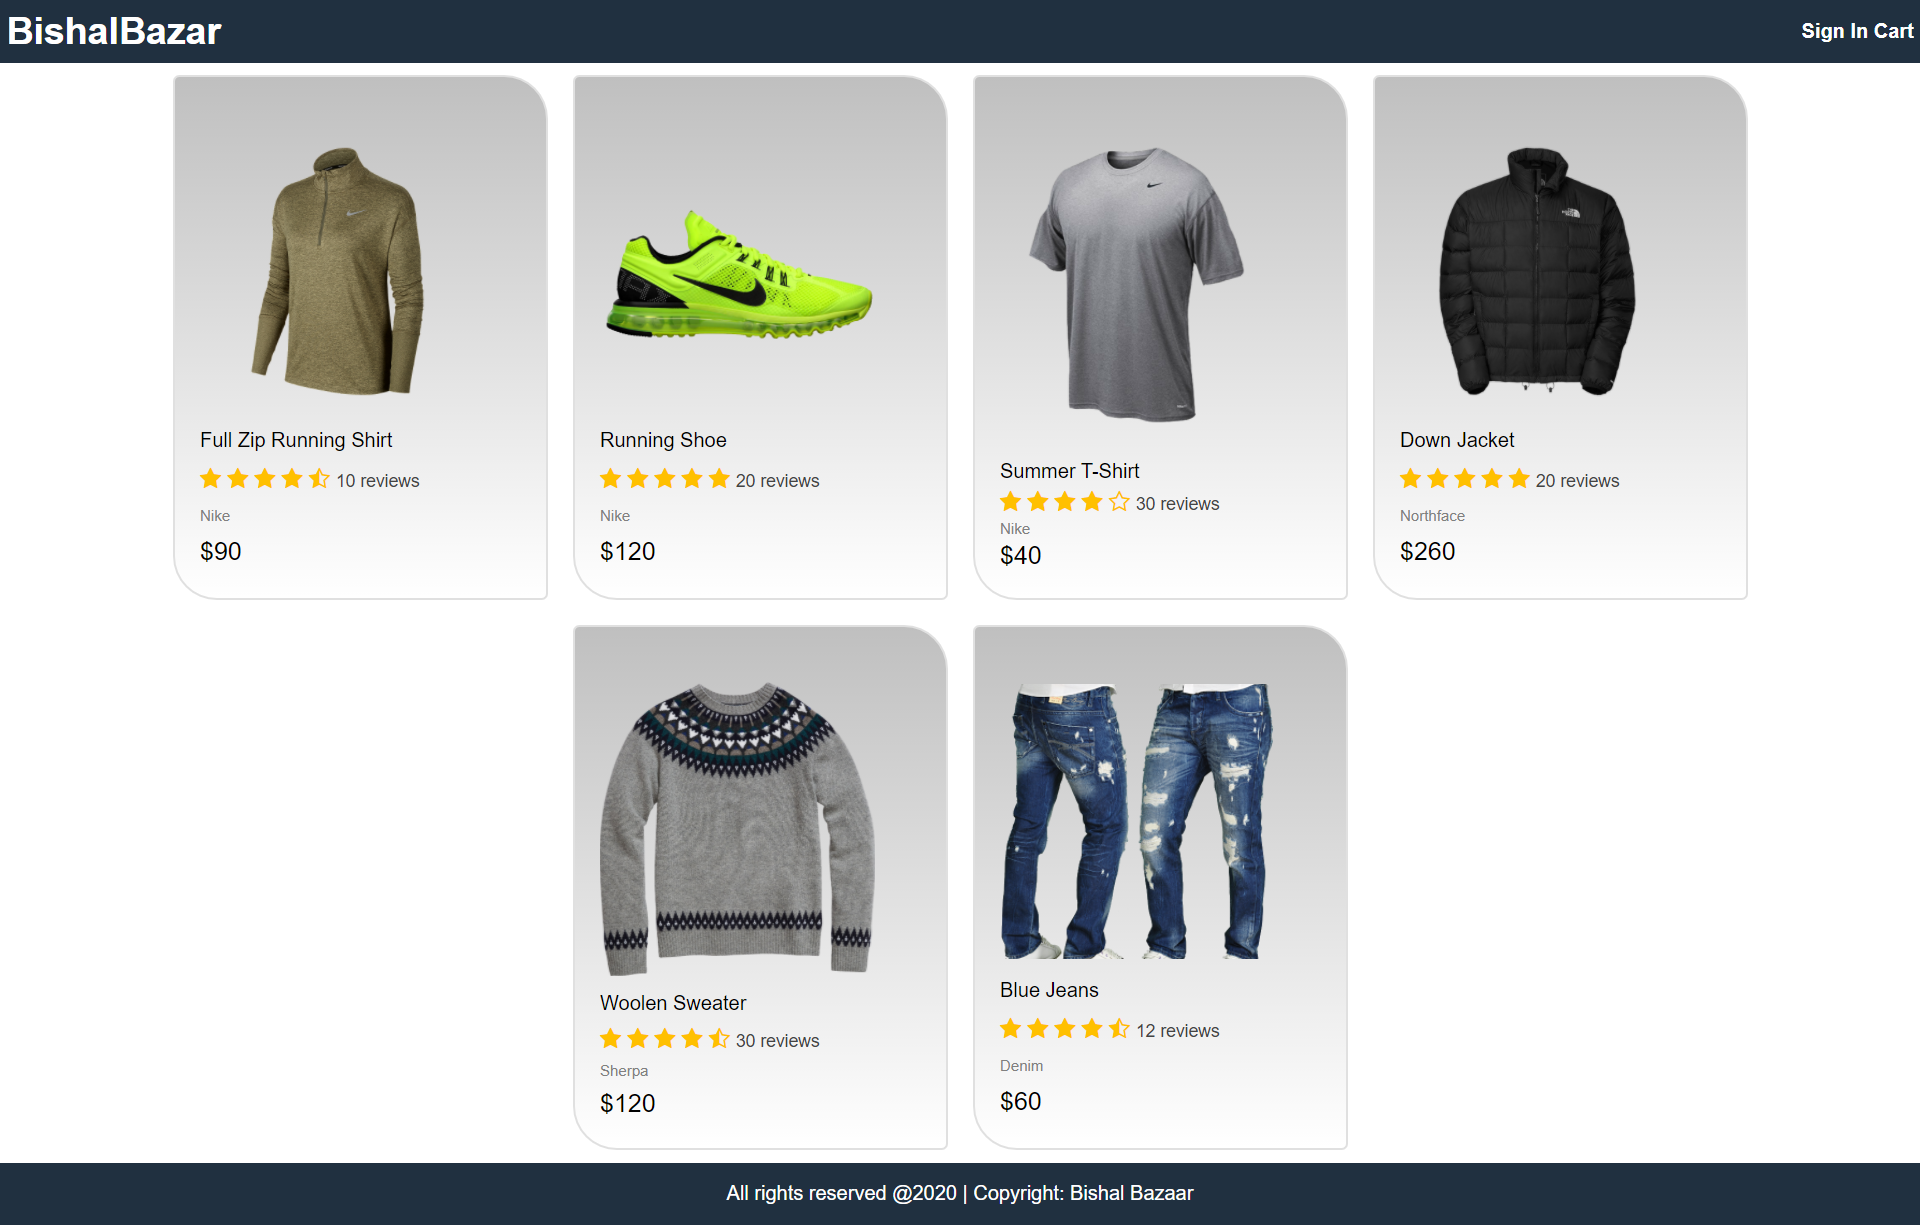 BishalBazar
Sign In Cart
Full Zip Running Shirt
10 reviews
Nike
$90
Running Shoe
20 reviews
Nike
$120
Summer T-Shirt
30 reviews
Nike
$40
Down Jacket
20 reviews
Northface
$260
Woolen Sweater
30 reviews
Sherpa
$120
Blue Jeans
12 reviews
Denim
$60
All rights reserved @2020 | Copyright: Bishal Bazaar